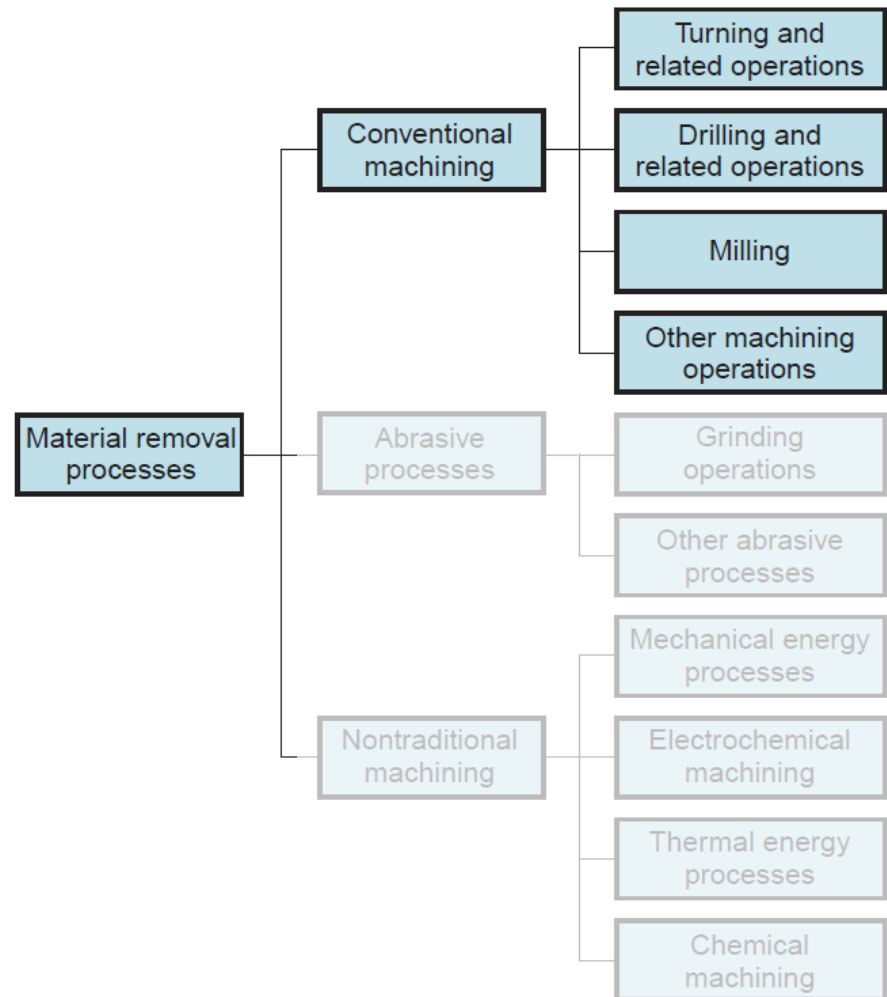 Turning and
related operations
Conventional
machining
Drilling and
related operations
Milling
Other machining
operations
Material removal
processes
Abrasive
processes
Grinding
operations
Other abrasive
processes
Mechanical energy
processes
Nontraditional
machining
Electrochemical
machining
Thermal energy
processes
Chemical
machining